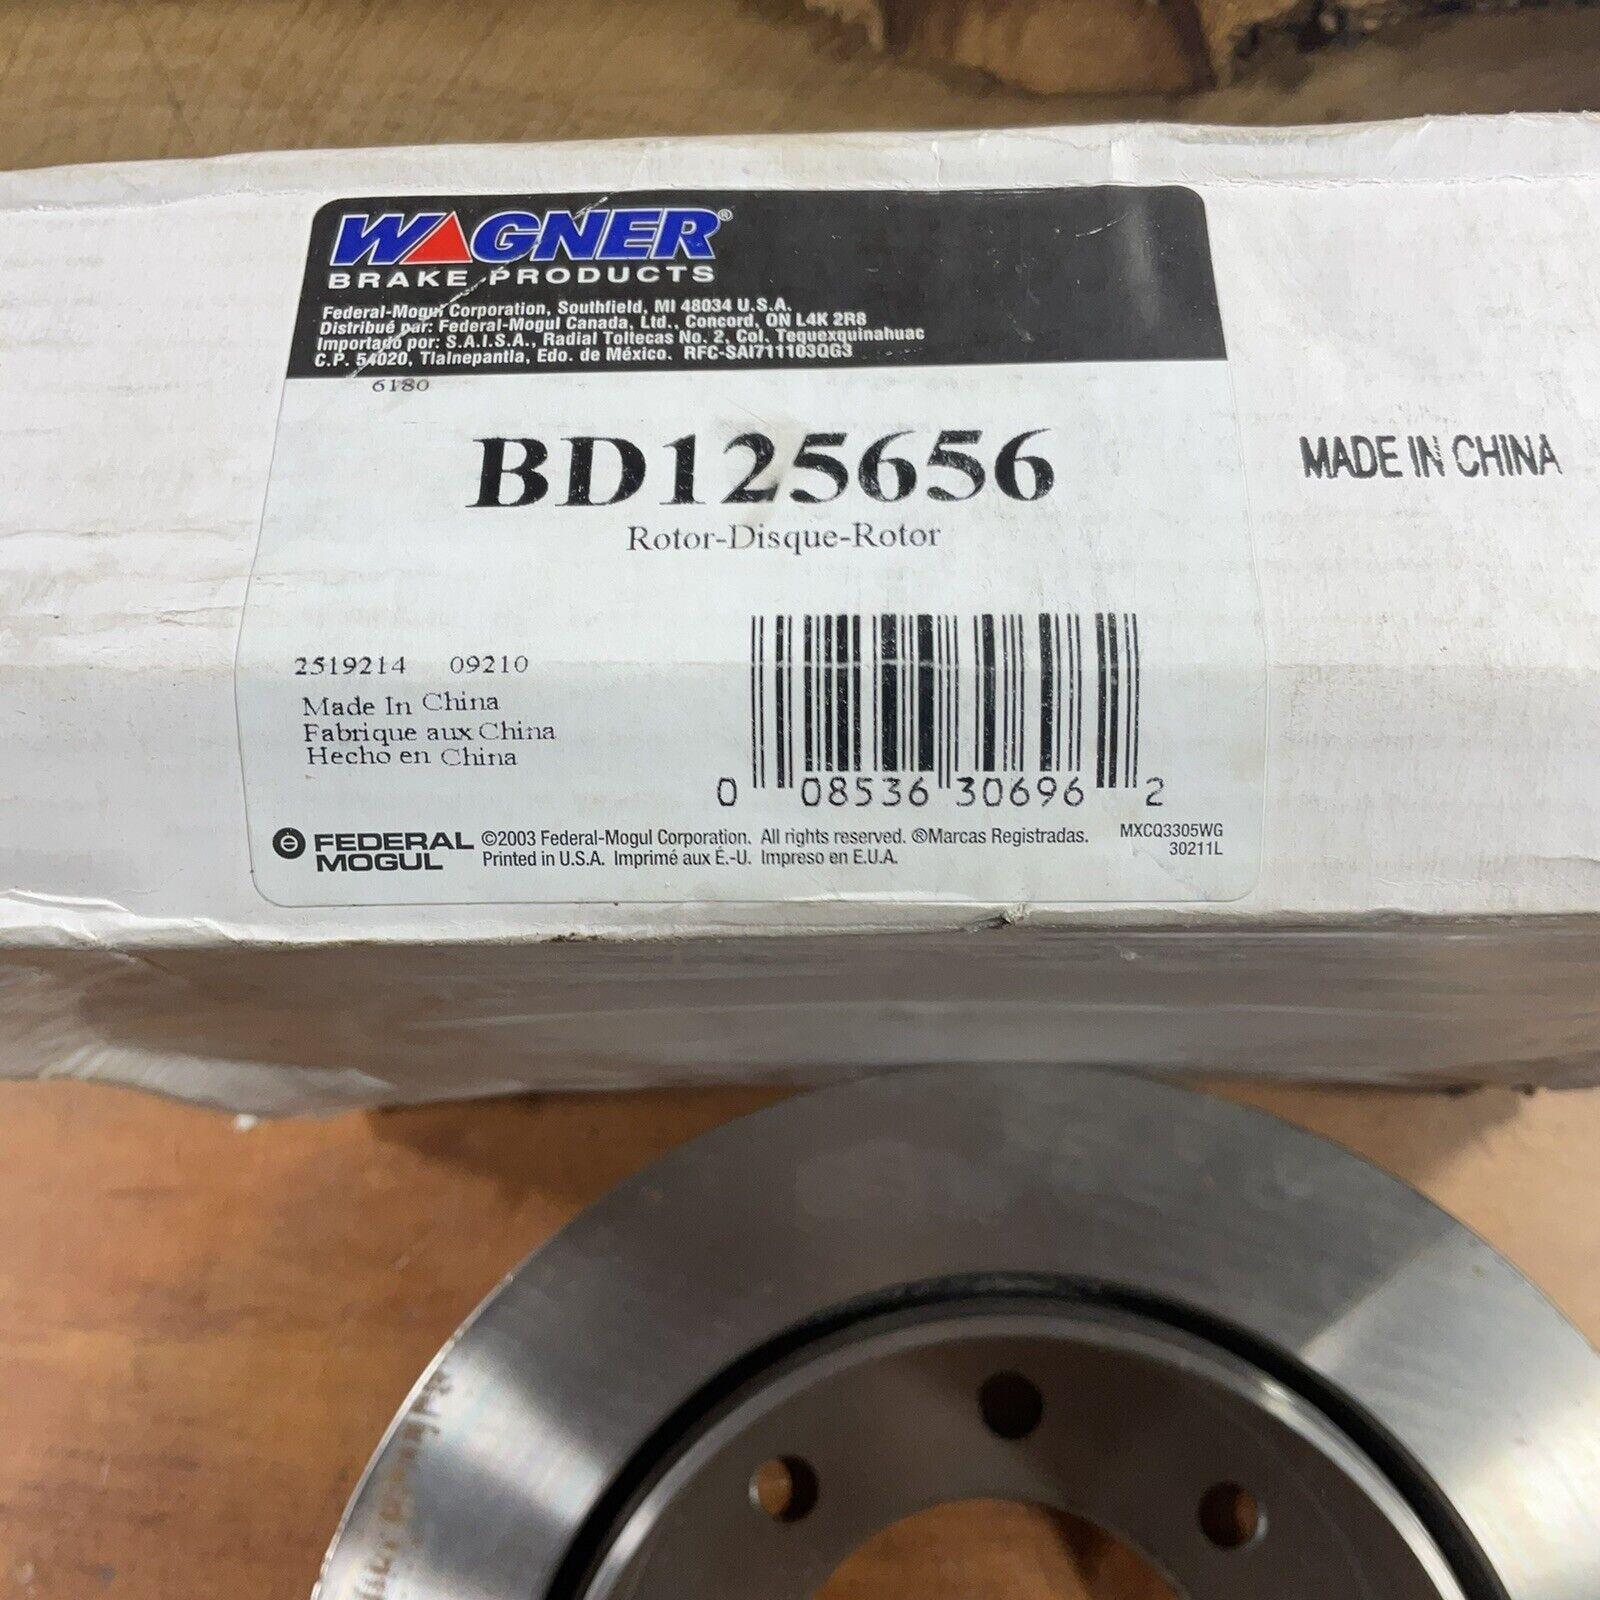 WAGNER®
BRAKE PRODUCTS
Federal-Mogul Corporation, Southfield, MI 48034 U.S.A.
Distribué par: Federal-Mogul Canada, Ltd., Concord, ON L4K 2R8
Importado por: S.A.I.S.A., Radial Toltecas No. 2, Col. Tequexquinahuac
C.P. 54020, Tlalnepantla, Edo. de México. RFC-SAI711103QG3
6180
BD125656
Rotor-Disque-Rotor
MADE IN CHINA
2519214 09210
Made In China
Fabrique aux China
Hecho en China
0 08536 30696 2
FEDERAL
MOGUL
©2003 Federal-Mogul Corporation. All rights reserved. ®Marcas Registradas.
Printed in U.S.A. Imprimé aux É.-U. Impreso en E.U.A.
MXCQ3305WG
30211L